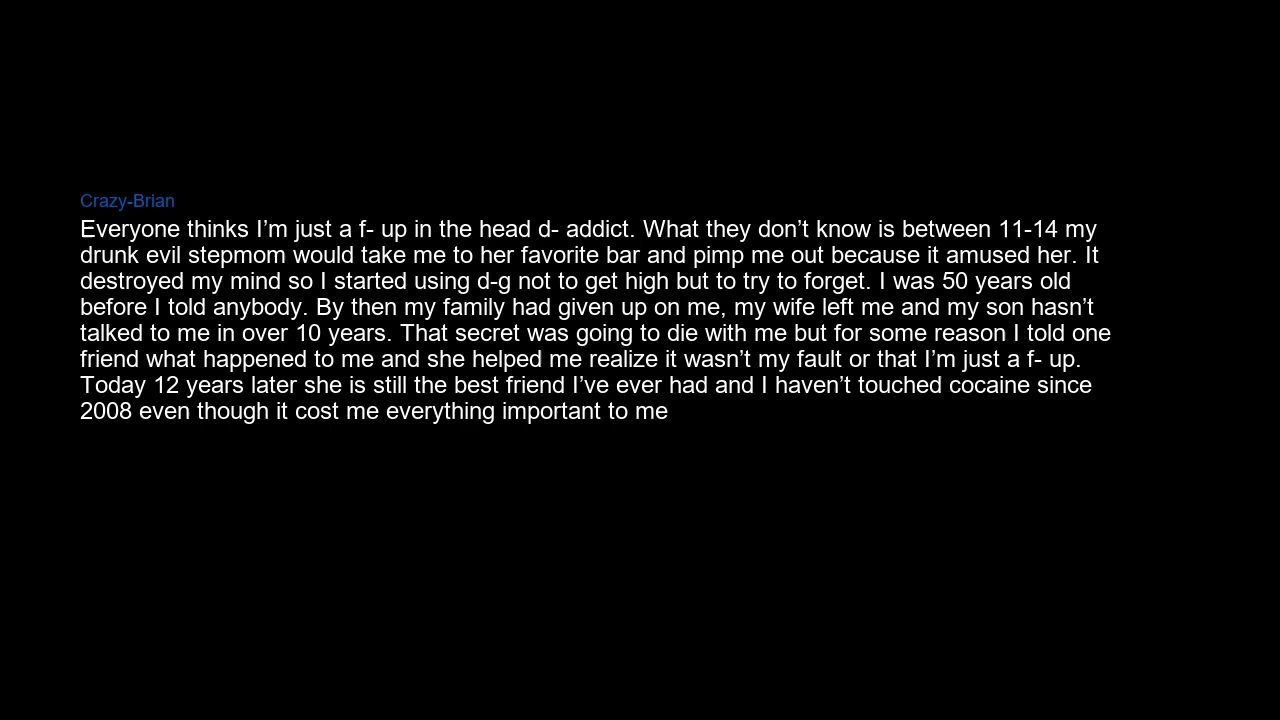 Crazy-Brian
Everyone thinks I’m just a f- up in the head d- addict. What they don’t know is between 11-14 my
drunk evil stepmom would take me to her favorite bar and pimp me out because it amused her. It
destroyed my mind so I started using d-g not to get high but to try to forget. I was 50 years old
before I told anybody. By then my family had given up on me, my wife left me and my son hasn’t
talked to me in over 10 years. That secret was going to die with me but for some reason I told one
friend what happened to me and she helped me realize it wasn’t my fault or that I’m just a f- up.
Today 12 years later she is still the best friend I’ve ever had and I haven’t touched cocaine since
2008 even though it cost me everything important to me